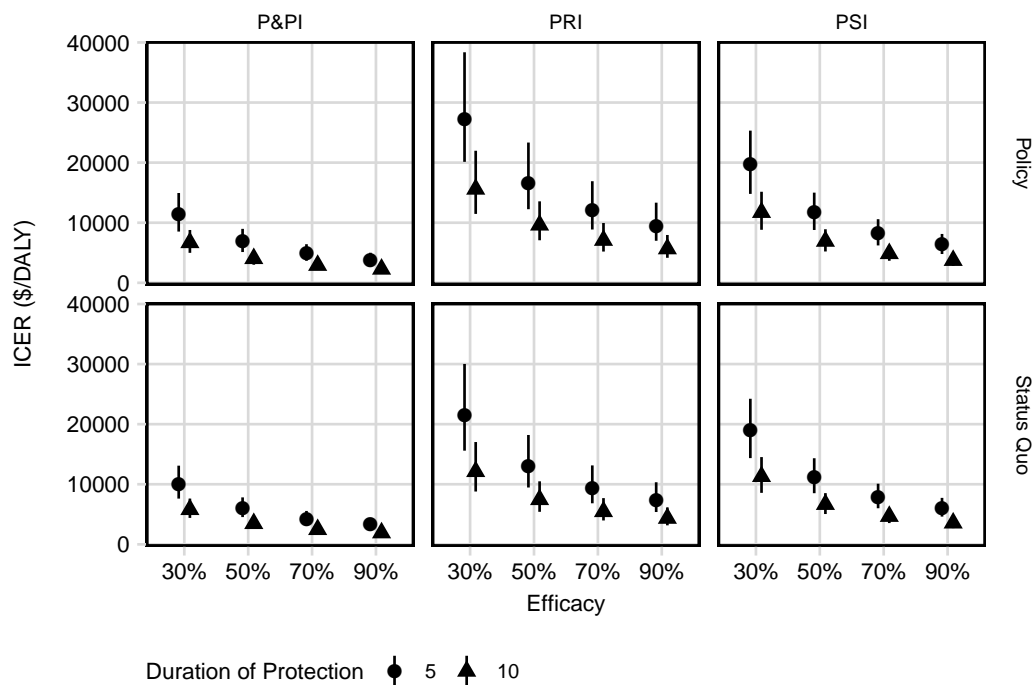 P&PI PRI PSI
40000
30000
20000
10000
0
Policy
ICER ($/DALY)
40000
30000
20000
10000
0
Status Quo
30% 50% 70% 90% 30% 50% 70% 90% 30% 50% 70% 90%
Efficacy
Duration of Protection 5 10